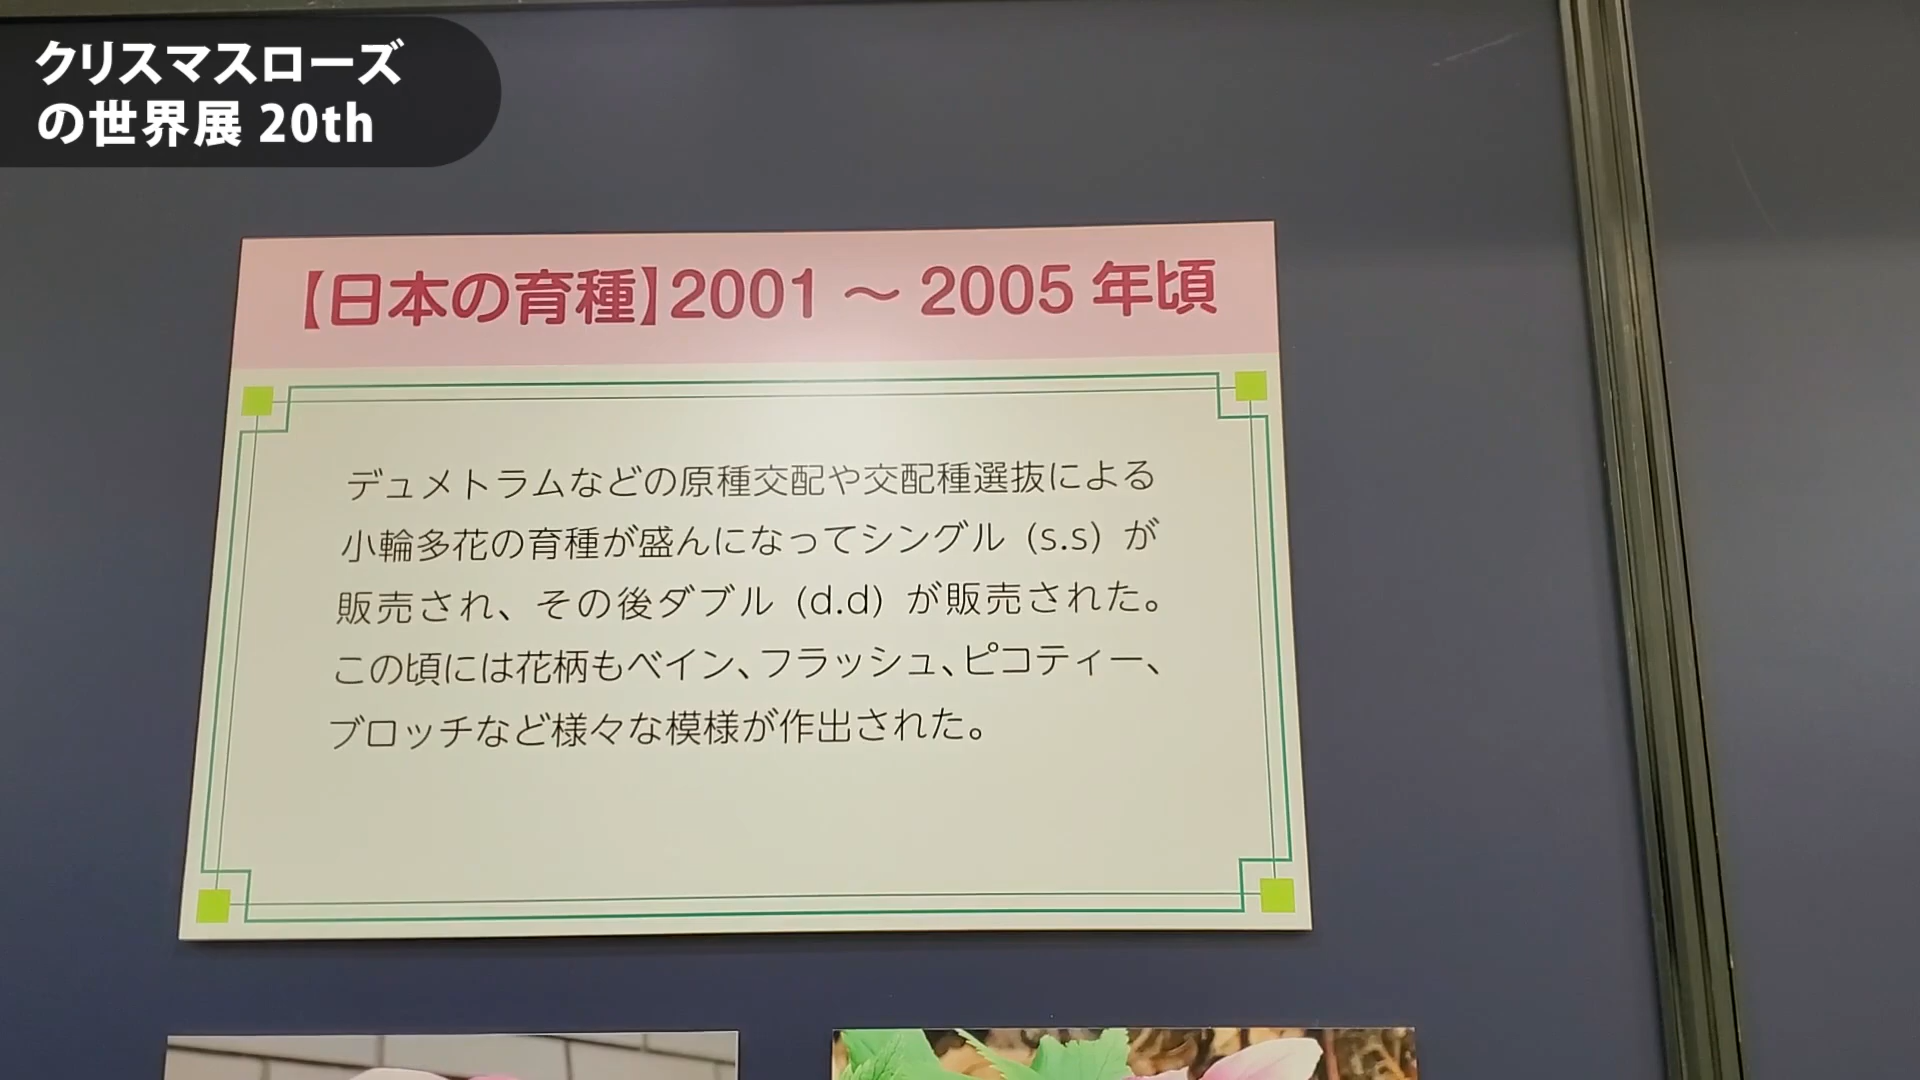 クリスマスローズ
の世界展 20th
【日本の育種】2001 ～ 2005 年頃
デュメトラムなどの原種交配や交配種選抜による
小輪多花の育種が盛んになってシングル（s.s）が
販売され、その後ダブル（d.d）が販売された。
この頃には花柄もベイン、フラッシュ、ピコティー、
ブロッチなど様々な模様が作出された。